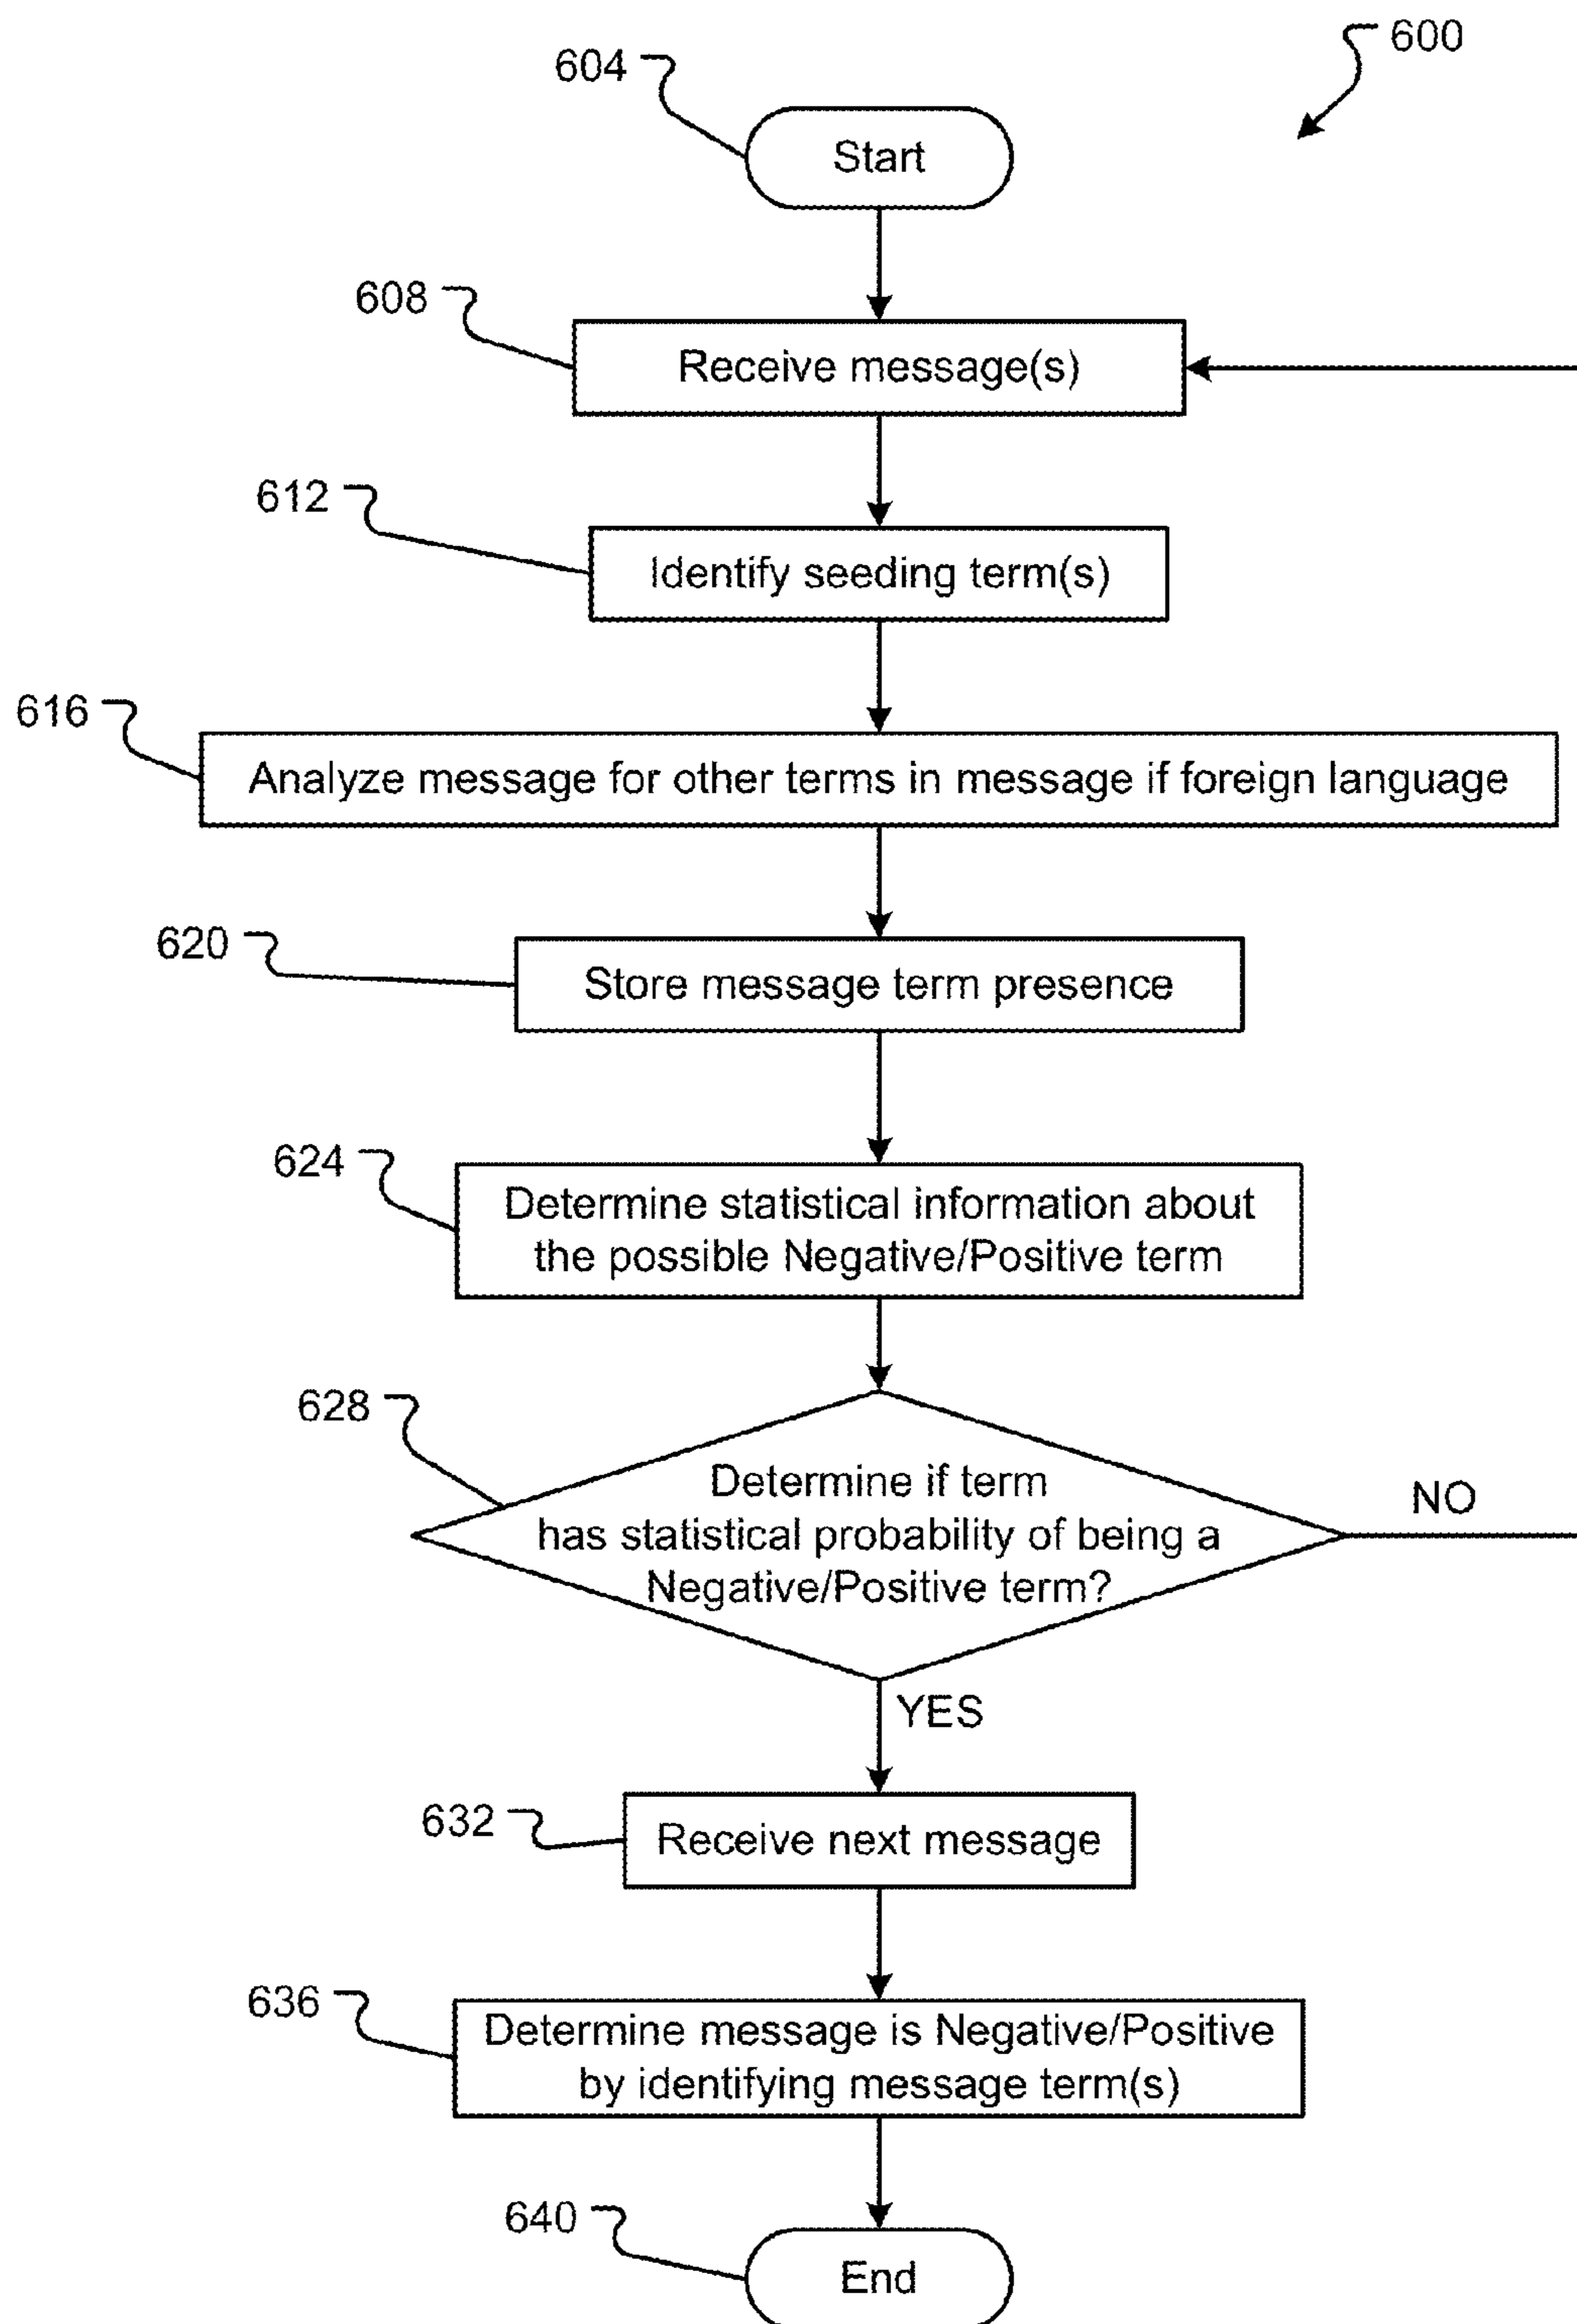 600
604
Start
608
Receive message(s)
612
Identify seeding term(s)
616
Analyze message for other terms in message if foreign language
620
Store message term presence
624
Determine statistical information about
the possible Negative/Positive term
628
Determine if term
has statistical probability of being a
Negative/Positive term?
NO
YES
632
Receive next message
636
Determine message is Negative/Positive
by identifying message term(s)
640
End